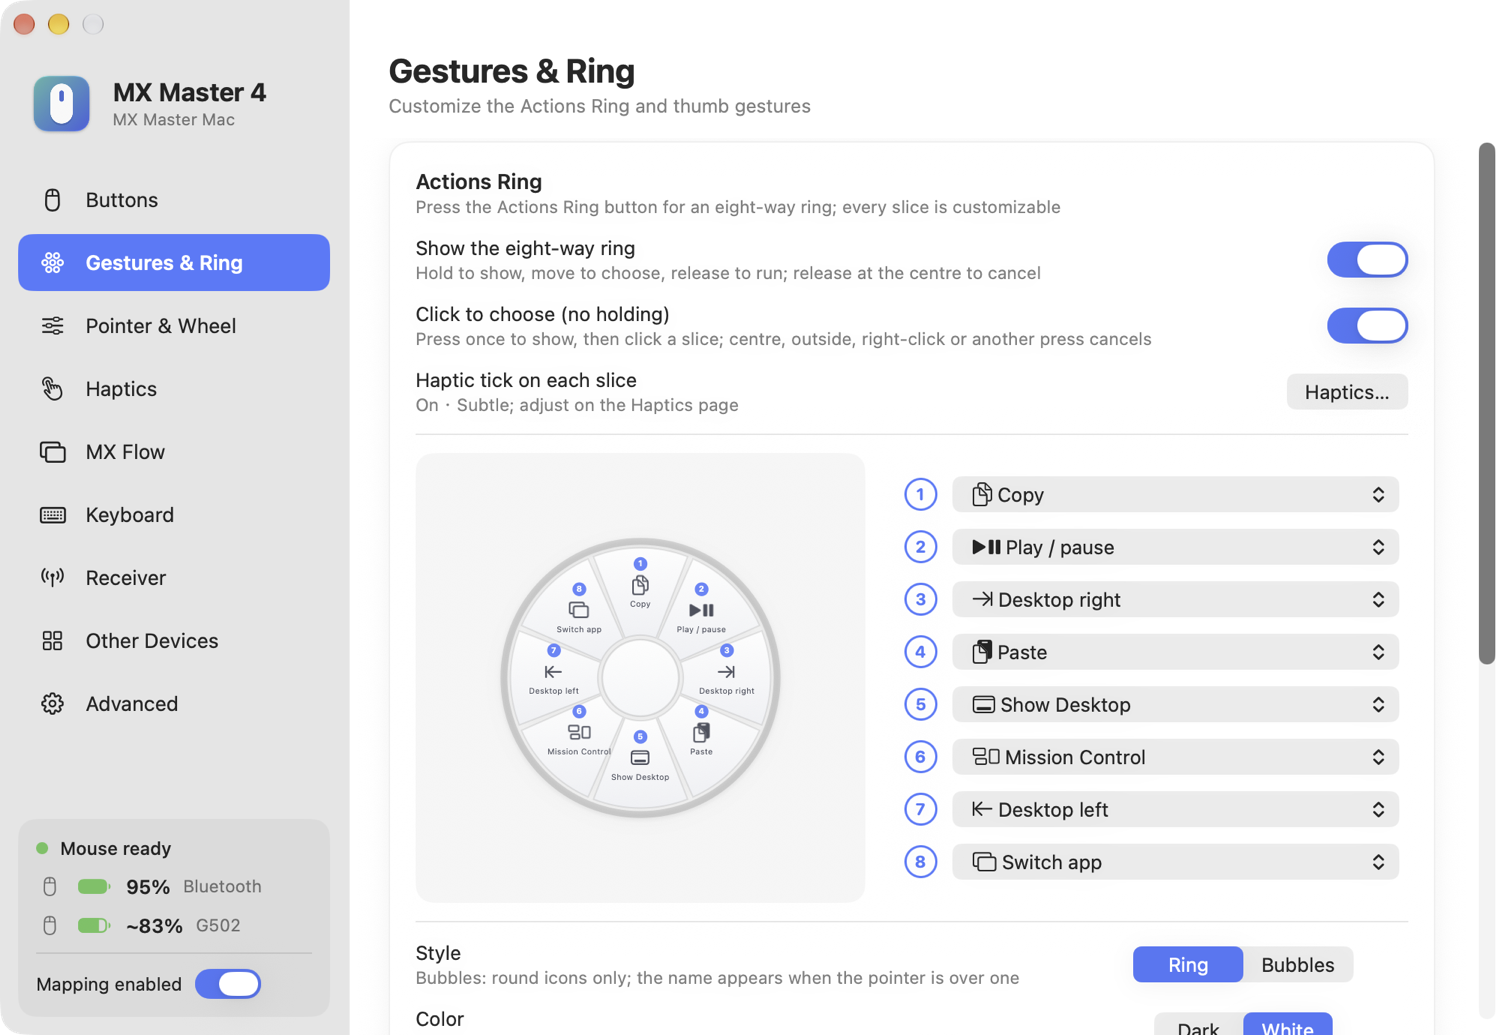 MX Master 4
MX Master Mac
Buttons
Gestures & Ring
Pointer & Wheel
Haptics
MX Flow
Keyboard
Receiver
Other Devices
Advanced
Mouse ready
95% Bluetooth
~83% G502
Mapping enabled
Gestures & Ring
Customize the Actions Ring and thumb gestures
Actions Ring
Press the Actions Ring button for an eight-way ring; every slice is customizable
Show the eight-way ring
Hold to show, move to choose, release to run; release at the centre to cancel
Click to choose (no holding)
Press once to show, then click a slice; centre, outside, right-click or another press cancels
Haptic tick on each slice
On · Subtle; adjust on the Haptics page
Haptics...
1
Copy
2
Play / pause
3
Desktop right
4
Paste
5
Show Desktop
6
Mission Control
7
Desktop left
8
Switch app
1 Copy
2 Play / pause
3 Desktop right
4 Paste
5 Show Desktop
6 Mission Control
7 Desktop left
8 Switch app
Style
Bubbles: round icons only; the name appears when the pointer is over one
Ring Bubbles
Color
Dark White